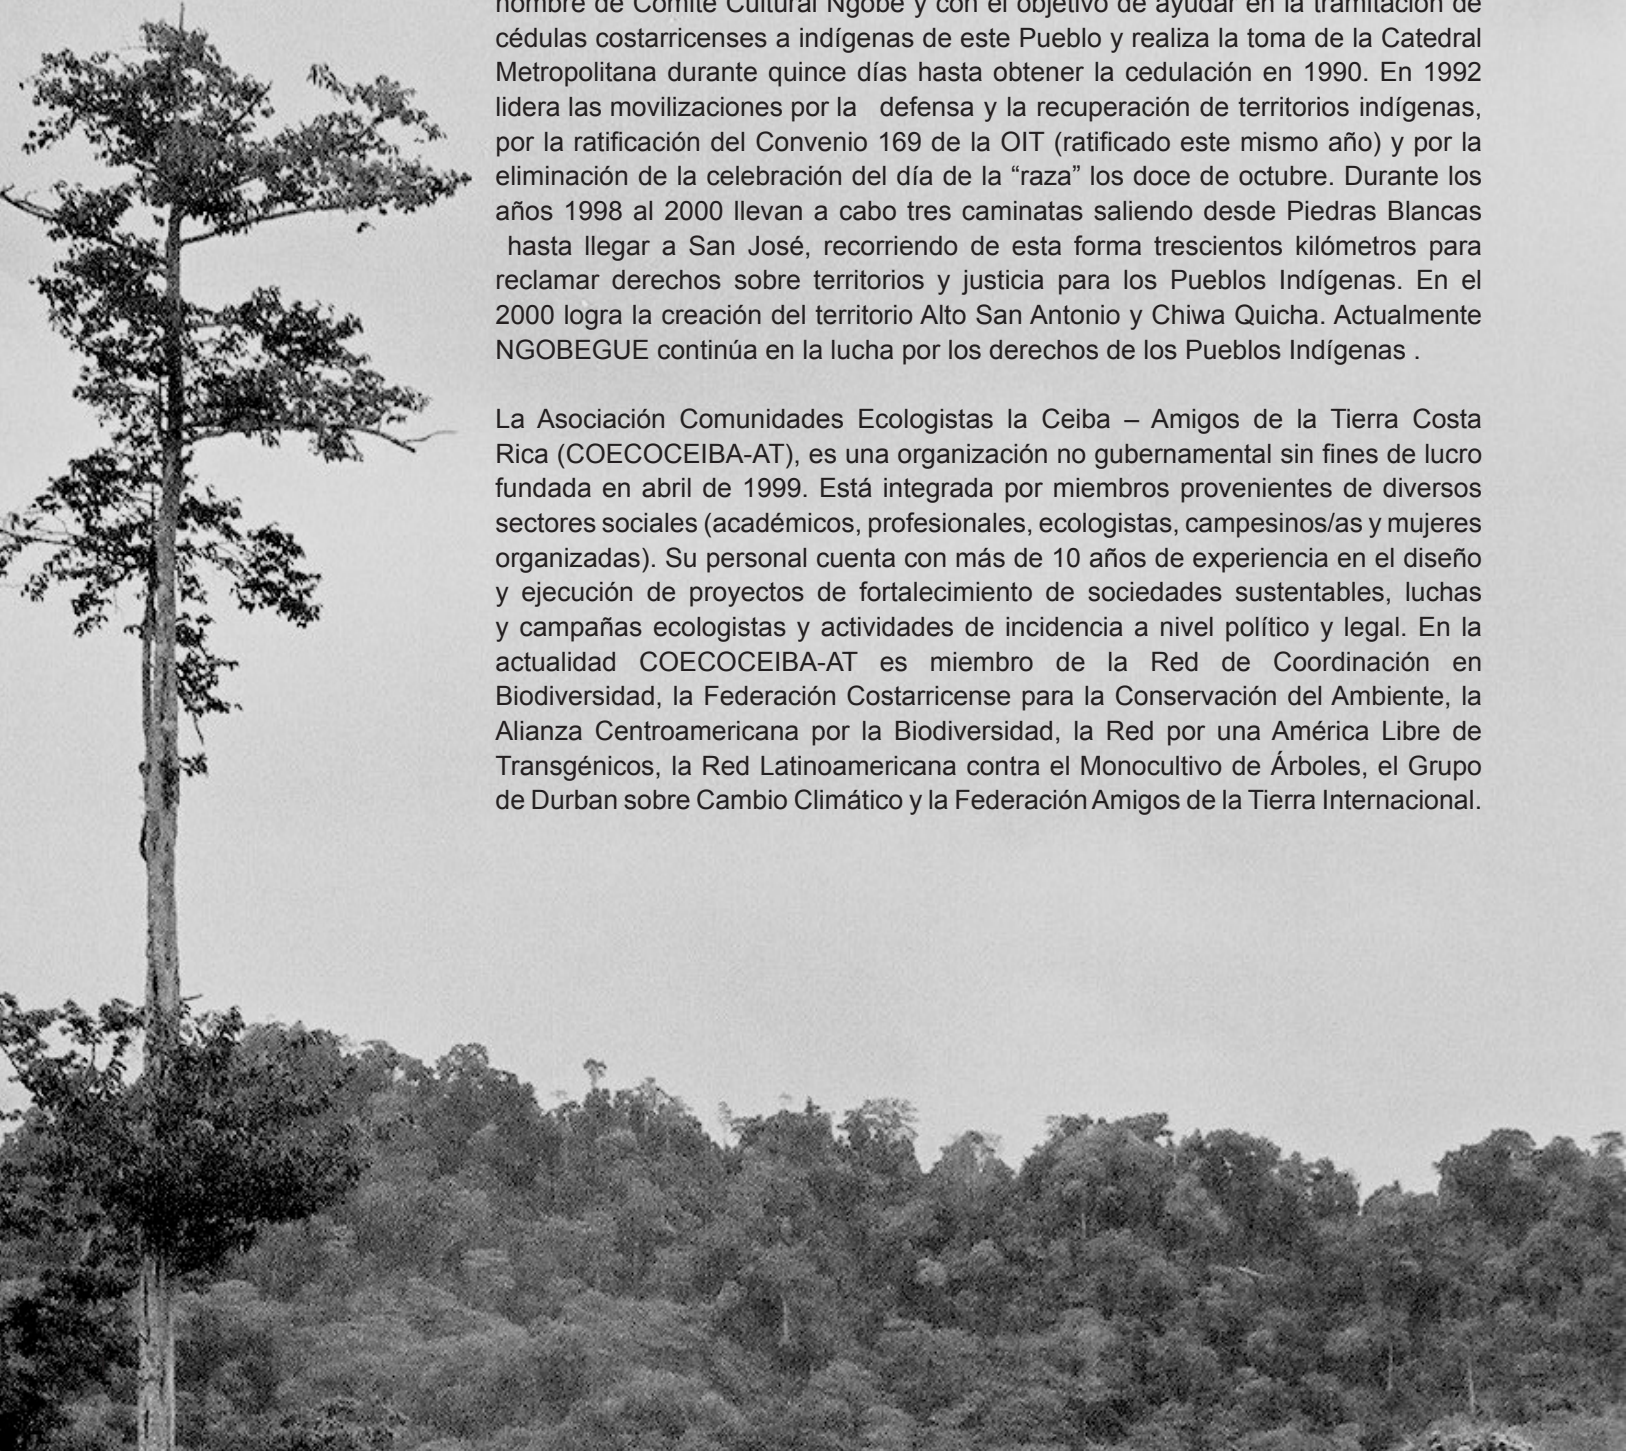 nombre de Comité Cultural Ngobe y con el objetivo de ayudar en la tramitación de
cédulas costarricenses a indígenas de este Pueblo y realiza la toma de la Catedral
Metropolitana durante quince días hasta obtener la cedulación en 1990. En 1992
lidera las movilizaciones por la defensa y la recuperación de territorios indígenas,
por la ratificación del Convenio 169 de la OIT (ratificado este mismo año) y por la
eliminación de la celebración del día de la “raza” los doce de octubre. Durante los
años 1998 al 2000 llevan a cabo tres caminatas saliendo desde Piedras Blancas
hasta llegar a San José, recorriendo de esta forma trescientos kilómetros para
reclamar derechos sobre territorios y justicia para los Pueblos Indígenas. En el
2000 logra la creación del territorio Alto San Antonio y Chiwa Quicha. Actualmente
NGOBEGUE continúa en la lucha por los derechos de los Pueblos Indígenas .
La Asociación Comunidades Ecologistas la Ceiba – Amigos de la Tierra Costa
Rica (COECOCEIBA-AT), es una organización no gubernamental sin fines de lucro
fundada en abril de 1999. Está integrada por miembros provenientes de diversos
sectores sociales (académicos, profesionales, ecologistas, campesinos/as y mujeres
organizadas). Su personal cuenta con más de 10 años de experiencia en el diseño
y ejecución de proyectos de fortalecimiento de sociedades sustentables, luchas
y campañas ecologistas y actividades de incidencia a nivel político y legal. En la
actualidad COECOCEIBA-AT es miembro de la Red de Coordinación en
Biodiversidad, la Federación Costarricense para la Conservación del Ambiente, la
Alianza Centroamericana por la Biodiversidad, la Red por una América Libre de
Transgénicos, la Red Latinoamericana contra el Monocultivo de Árboles, el Grupo
de Durban sobre Cambio Climático y la Federación Amigos de la Tierra Internacional.